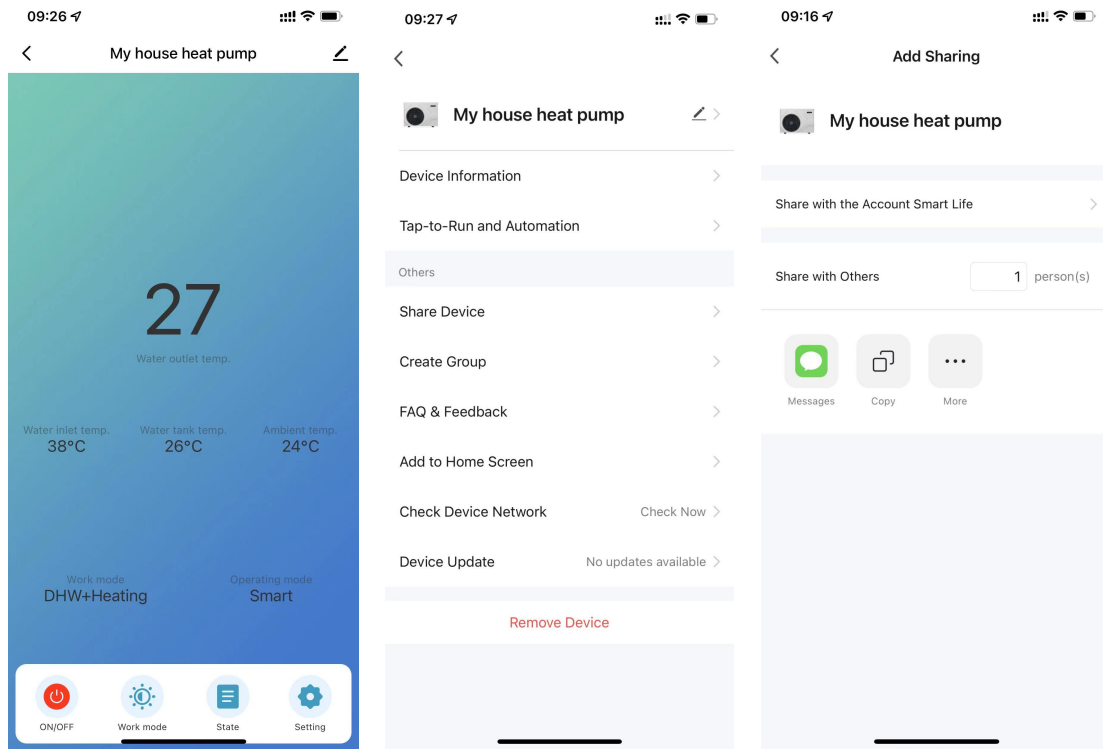 09:26
My house heat pump
27
Water outlet temp.
Water inlet temp. Water tank temp. Ambient temp.
38°C 26°C 24°C
Work mode Operating mode
DHW+Heating Smart
ON/OFF Work mode State Setting
09:27
My house heat pump
Device Information
Tap-to-Run and Automation
Others
Share Device
Create Group
FAQ & Feedback
Add to Home Screen
Check Device Network Check Now
Device Update No updates available
Remove Device
09:16
Add Sharing
My house heat pump
Share with the Account Smart Life
Share with Others 1 person(s)
Messages Copy More